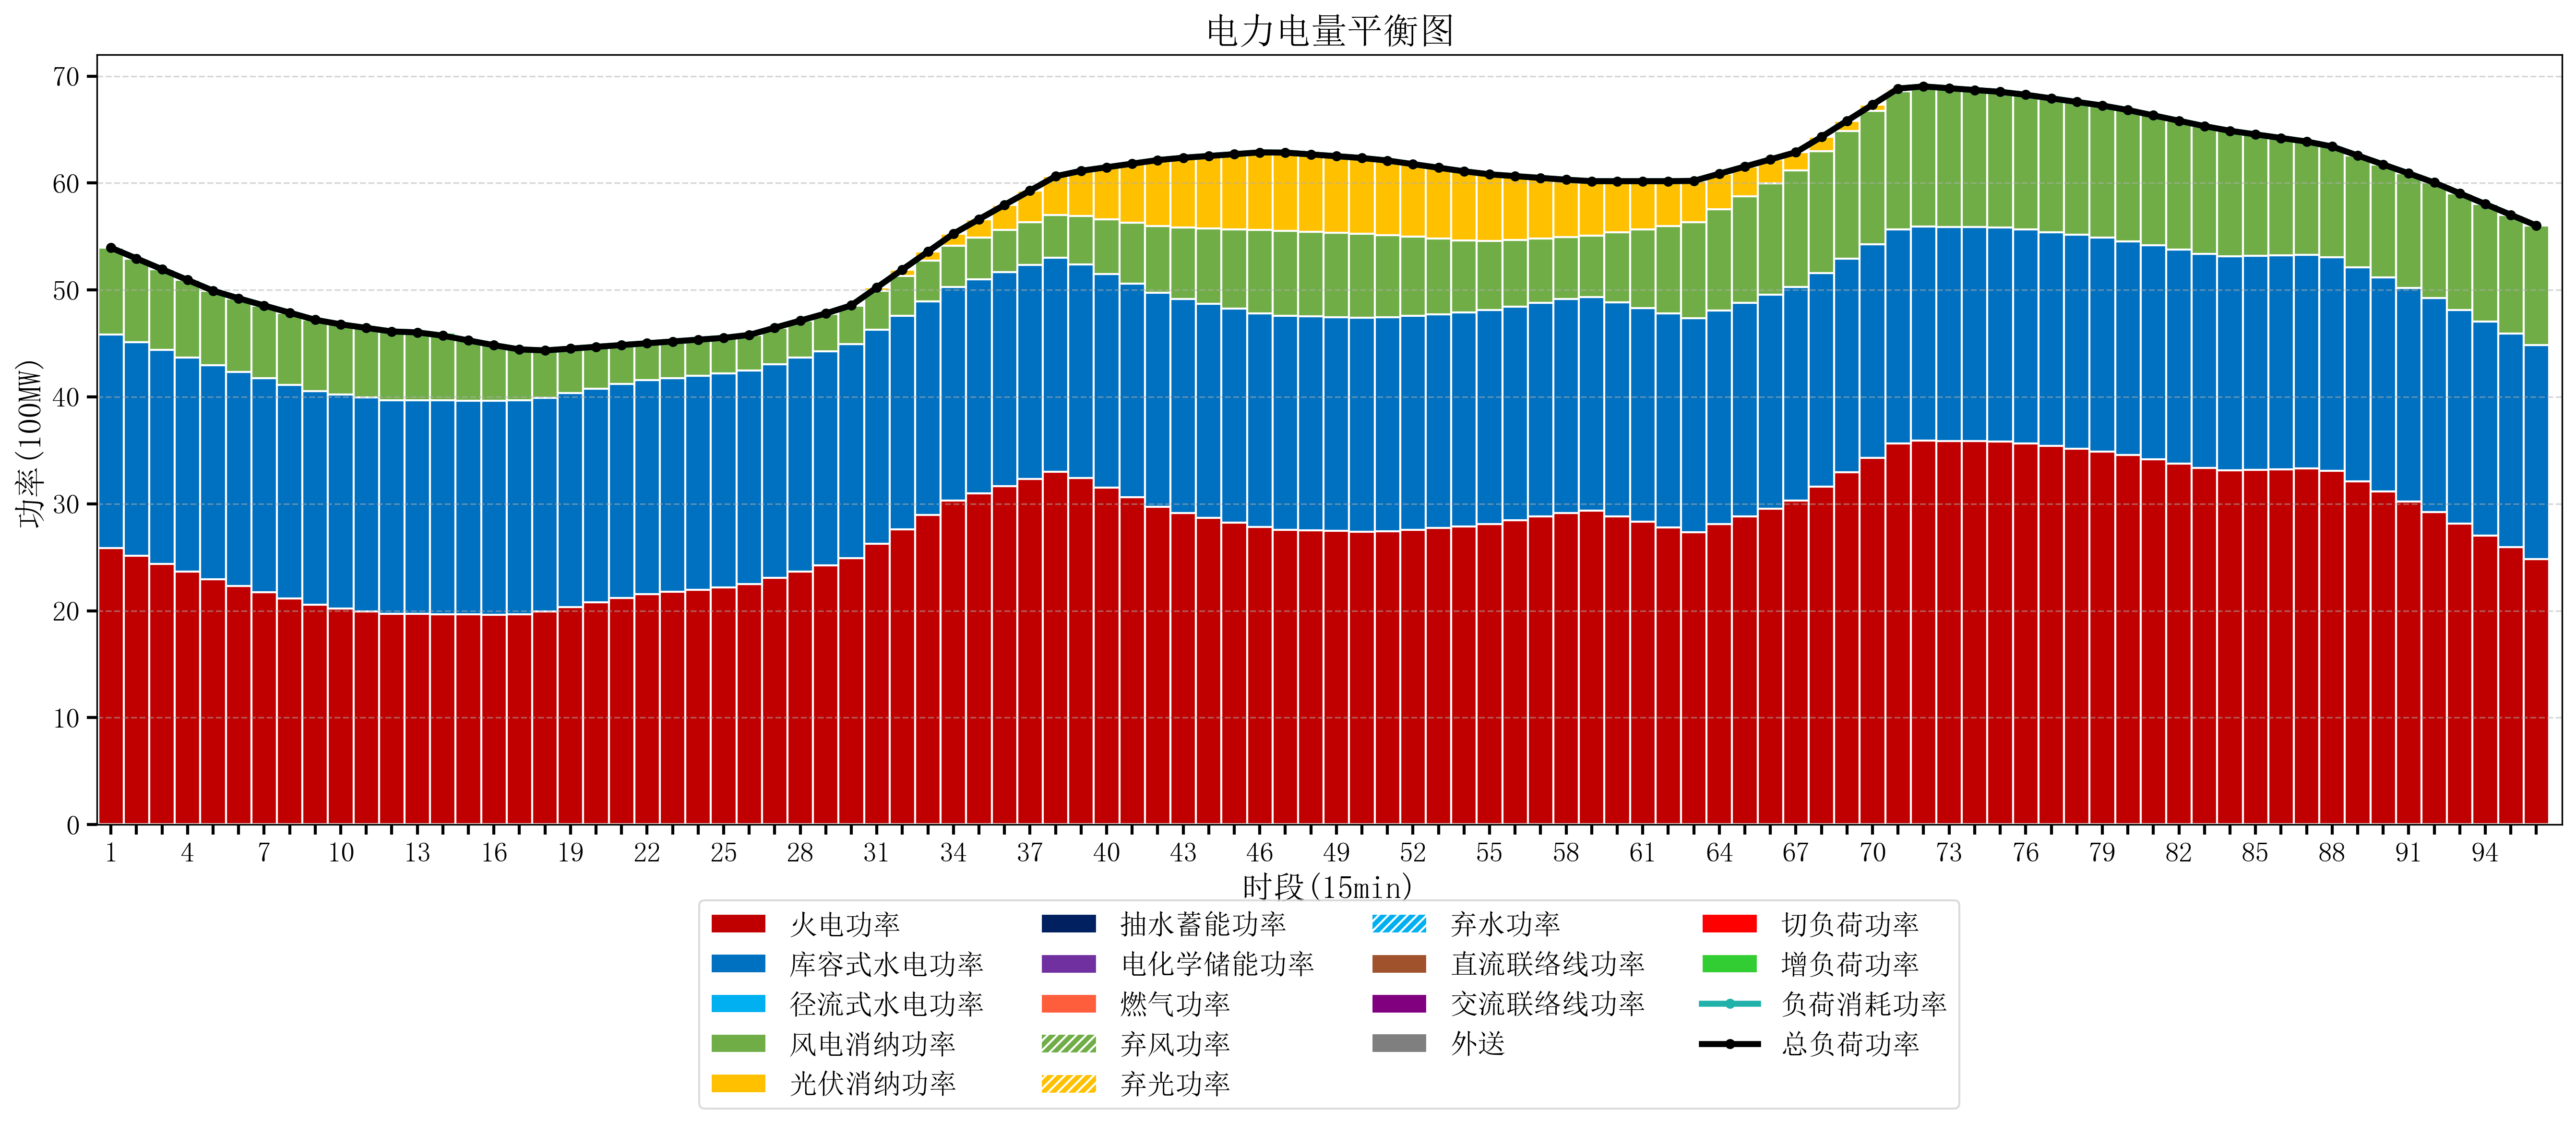 电力电量平衡图
功率(100MW)
70
60
50
40
30
20
10
0
1 4 7 10 13 16 19 22 25 28 31 34 37 40 43 46 49 52 55 58 61 64 67 70 73 76 79 82 85 88 91 94
时段(15min)
火电功率 抽水蓄能功率 弃水功率 切负荷功率
库容式水电功率 电化学储能功率 直流联络线功率 增负荷功率
径流式水电功率 燃气功率 交流联络线功率 负荷消耗功率
风电消纳功率 弃风功率 外送 总负荷功率
光伏消纳功率 弃光功率